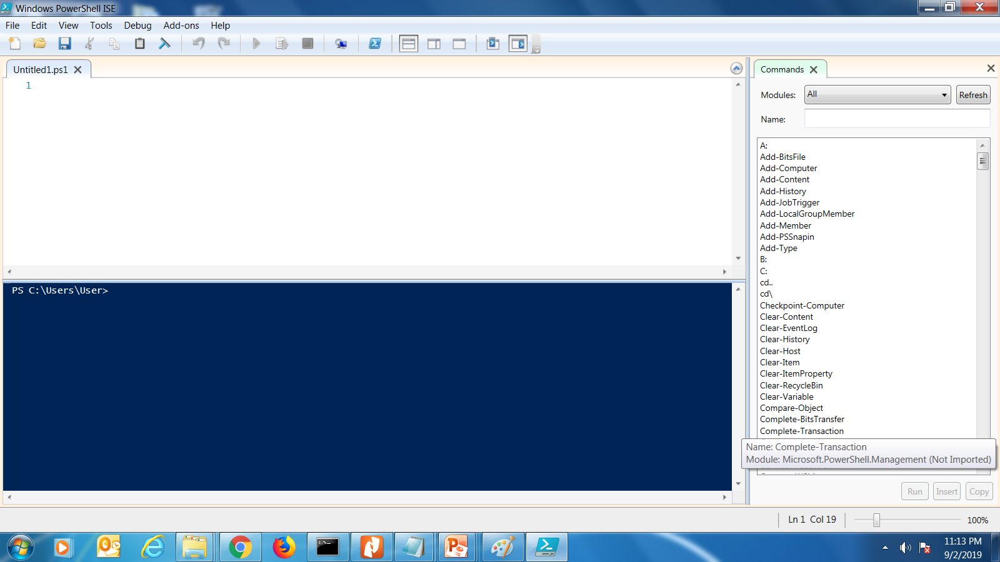 Windows PowerShell ISE
File Edit View Tools Debug Add-ons Help
Untitled1.ps1
1
PS C:\Users\User>
Commands
Modules: All Refresh
Name:
A:
Add-BitsFile
Add-Computer
Add-Content
Add-History
Add-JobTrigger
Add-LocalGroupMember
Add-Member
Add-PSSnapin
Add-Type
B:
C:
cd..
cd\
Checkpoint-Computer
Clear-Content
Clear-EventLog
Clear-History
Clear-Host
Clear-Item
Clear-ItemProperty
Clear-RecycleBin
Clear-Variable
Compare-Object
Complete-BitsTransfer
Complete-Transaction
Name: Complete-Transaction
Module: Microsoft.PowerShell.Management (Not Imported)
Run Insert Copy
Ln 1 Col 19 100%
11:13 PM
9/2/2019